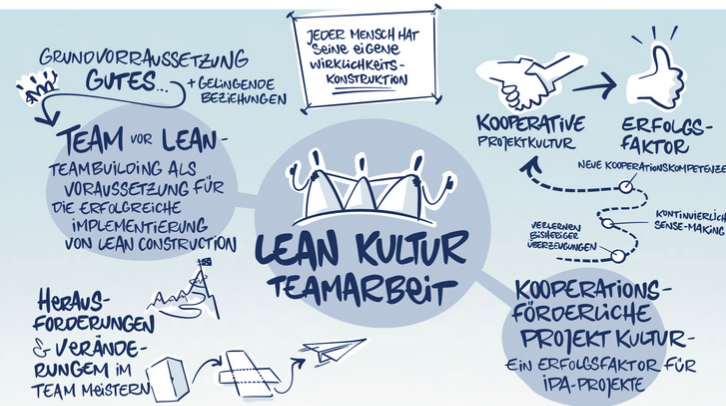 GRUNDVORRAUSSETZUNG
GUTES...
+ GELINGENDE
BEZIEHUNGEN
TEAM VOR LEAN-
TEAMBUILDING ALS
VORAUSSETZUNG FÜR
DIE ERFOLGREICHE
IMPLEMENTIERUNG
VON LEAN CONSTRUCTION
HERAUS-
FORDERUNGEN
& VERÄNDE-
RUNGEM IM
TEAM MEISTERN
JEDER MENSCH HAT
SEINE EIGENE
WIRKLICHKEITS-
KONSTRUKTION
LEAN KULTUR
TEAMARBEIT
KOOPERATIVE
PROJEKTKULTUR
ERFOLGS-
FAKTOR
NEUE KOOPERATIONSKOMPETENZE
KONTINUIERLICH
SENSE-MAKING
VERLERNEN
BISHERIGER
ÜBERZEUGUNGEN
KOOPERATIONS-
FÖRDERLICHE
PROJEKT KULTUR-
EIN ERFOLGSFAKTOR FÜR
IPA-PROJEKTE